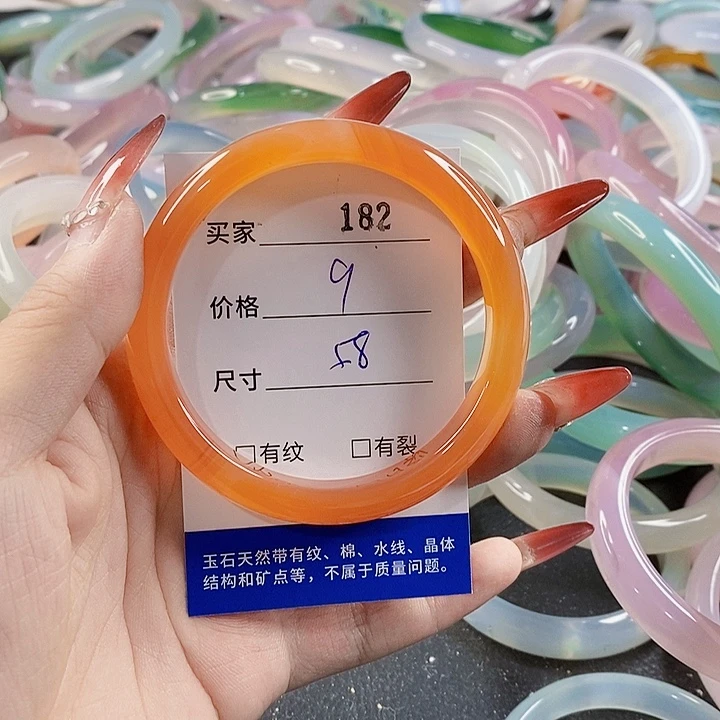 买家 182
价格 9
尺寸 58
□有纹 □有裂
玉石天然带有纹、棉、水线、晶体
结构和矿点等，不属于质量问题。